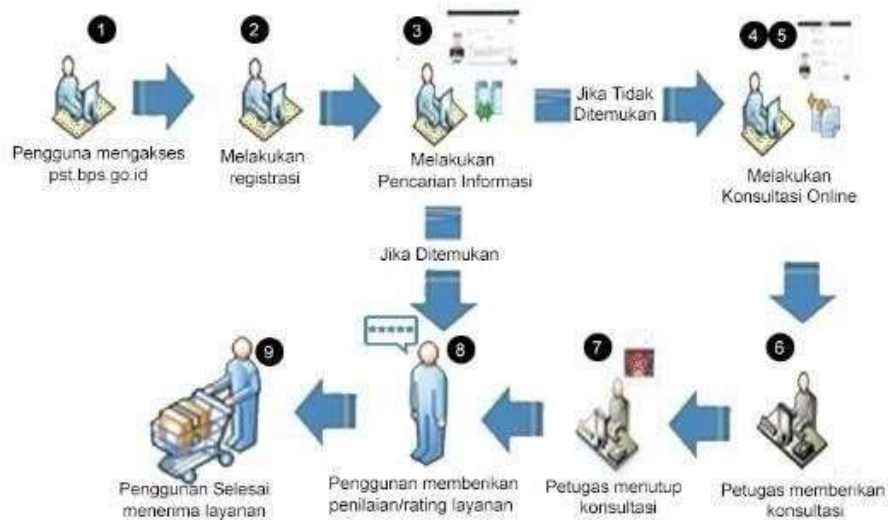 1
Pengguna mengakses
pst.bps.go.id
2
Melakukan
registrasi
3
Melakukan
Pencarian Informasi
Jika Tidak
Ditemukan
4 5
Melakukan
Konsultasi Online
Jika Ditemukan
6
Petugas memberikan
konsultasi
7
Petugas menutup
konsultasi
*****
8
Penggunan memberikan
penilaian/rating layanan
9
Penggunan Selesai
menerima layanan